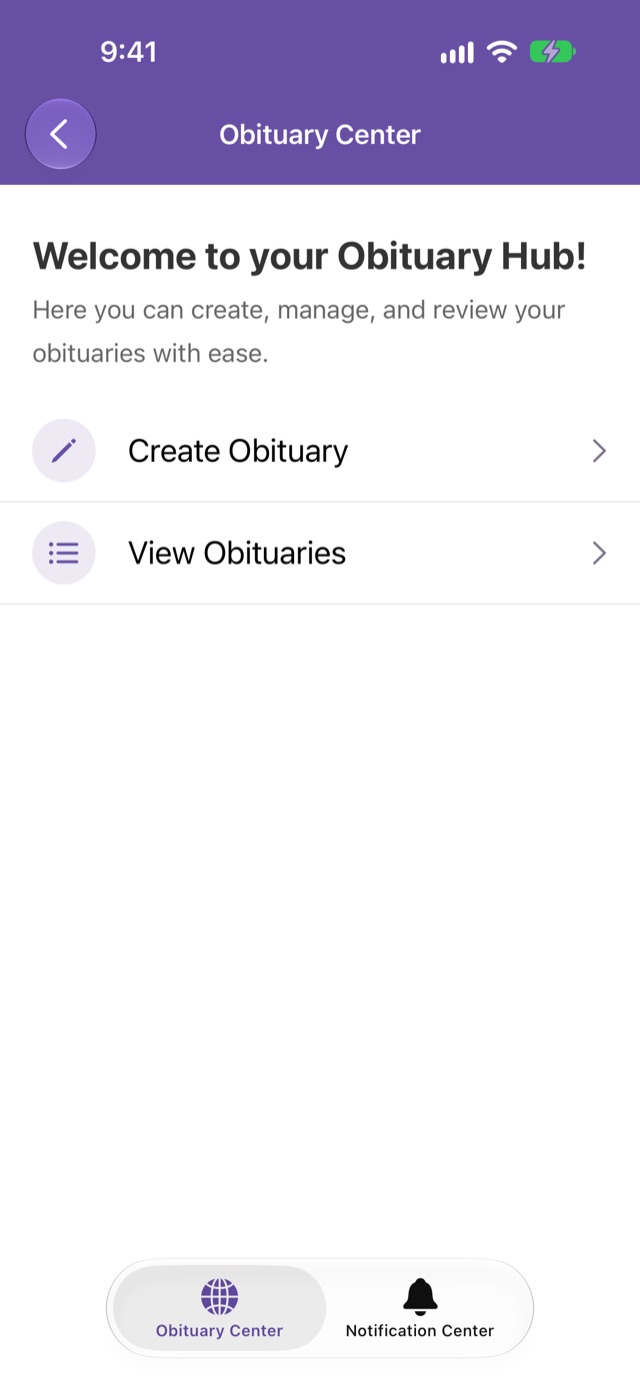 9:41
Obituary Center
Welcome to your Obituary Hub!
Here you can create, manage, and review your
obituaries with ease.
Create Obituary
View Obituaries
Obituary Center
Notification Center